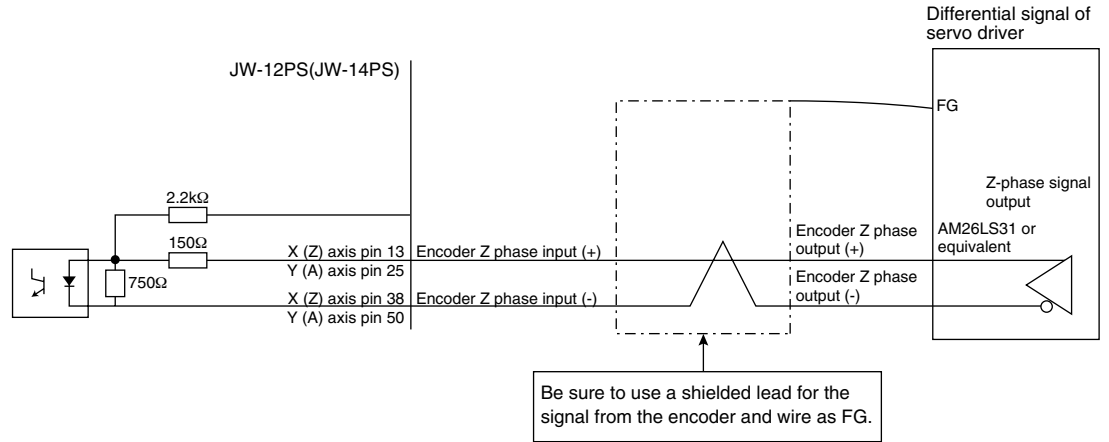 Differential signal of
servo driver
JW-12PS(JW-14PS)
FG
Z-phase signal
output
2.2kΩ
AM26LS31 or
equivalent
150Ω
X (Z) axis pin 13
Y (A) axis pin 25
Encoder Z phase input (+)
Encoder Z phase
output (+)
750Ω
X (Z) axis pin 38
Y (A) axis pin 50
Encoder Z phase input (-)
Encoder Z phase
output (-)
Be sure to use a shielded lead for the
signal from the encoder and wire as FG.